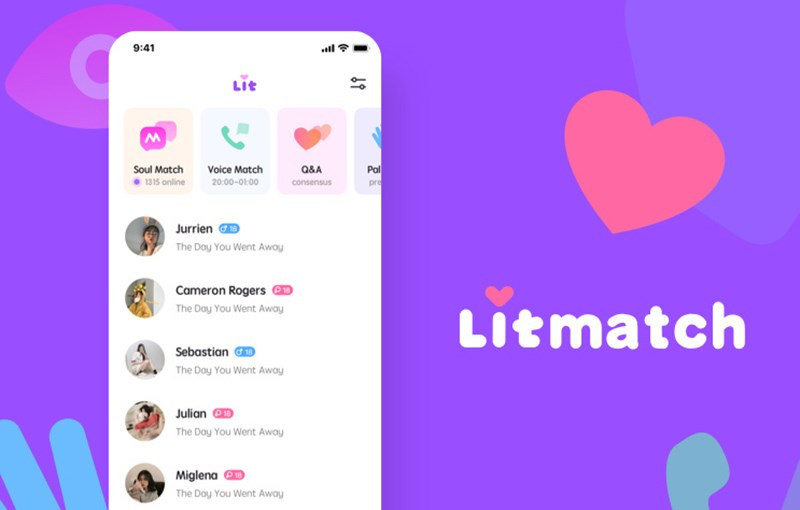 9:41
Lit
Soul Match
1315 online
Voice Match
20:00-01:00
Q&A
consensus
Pal
pre
Jurrien 18
The Day You Went Away
Cameron Rogers 18
The Day You Went Away
Sebastian 18
The Day You Went Away
Julian 18
The Day You Went Away
Miglena 18
The Day You Went Away
Litmatch